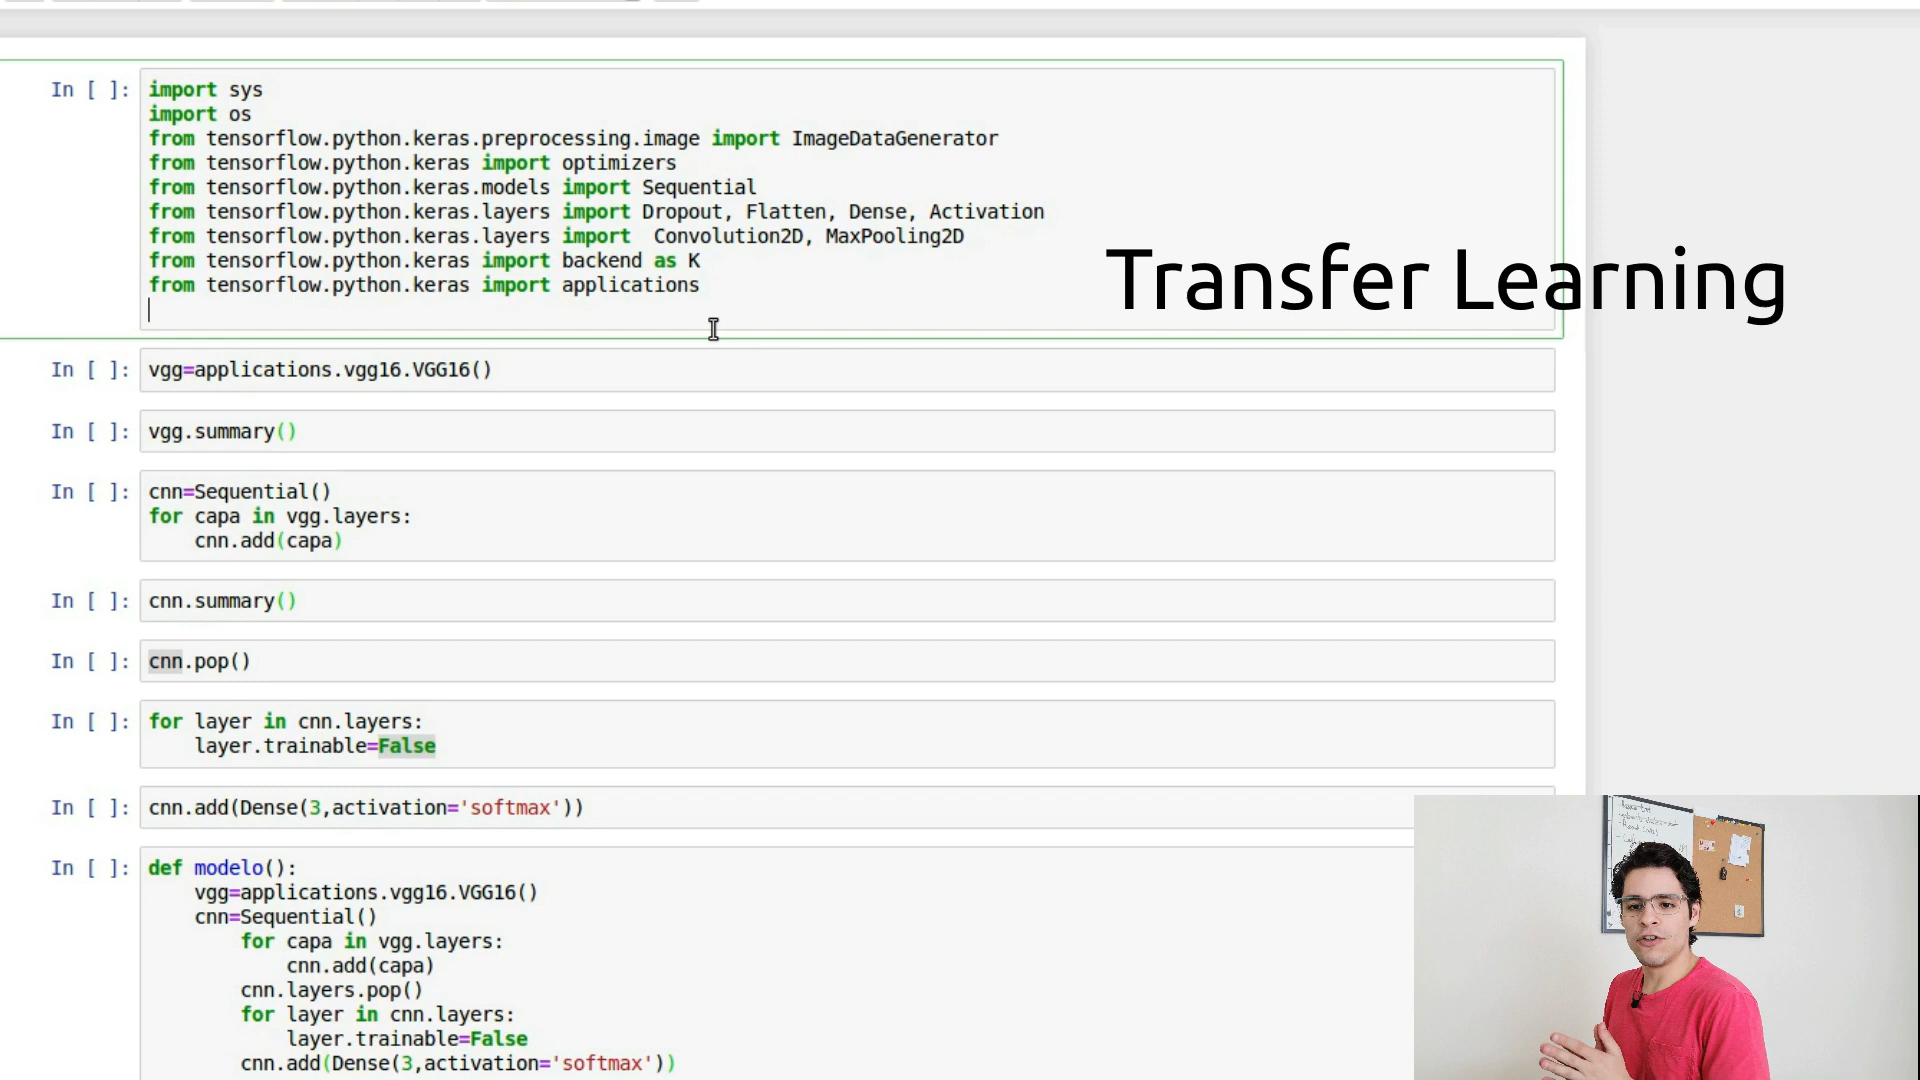 In [ ]: import sys
import os
from tensorflow.python.keras.preprocessing.image import ImageDataGenerator
from tensorflow.python.keras import optimizers
from tensorflow.python.keras.models import Sequential
from tensorflow.python.keras.layers import Dropout, Flatten, Dense, Activation
from tensorflow.python.keras.layers import  Convolution2D, MaxPooling2D
from tensorflow.python.keras import backend as K
from tensorflow.python.keras import applications
Transfer Learning
In [ ]: vgg=applications.vgg16.VGG16()
In [ ]: vgg.summary()
In [ ]: cnn=Sequential()
for capa in vgg.layers:
    cnn.add(capa)
In [ ]: cnn.summary()
In [ ]: cnn.pop()
In [ ]: for layer in cnn.layers:
    layer.trainable=False
In [ ]: cnn.add(Dense(3,activation='softmax'))
In [ ]: def modelo():
    vgg=applications.vgg16.VGG16()
    cnn=Sequential()
        for capa in vgg.layers:
            cnn.add(capa)
        cnn.layers.pop()
        for layer in cnn.layers:
            layer.trainable=False
        cnn.add(Dense(3,activation='softmax'))